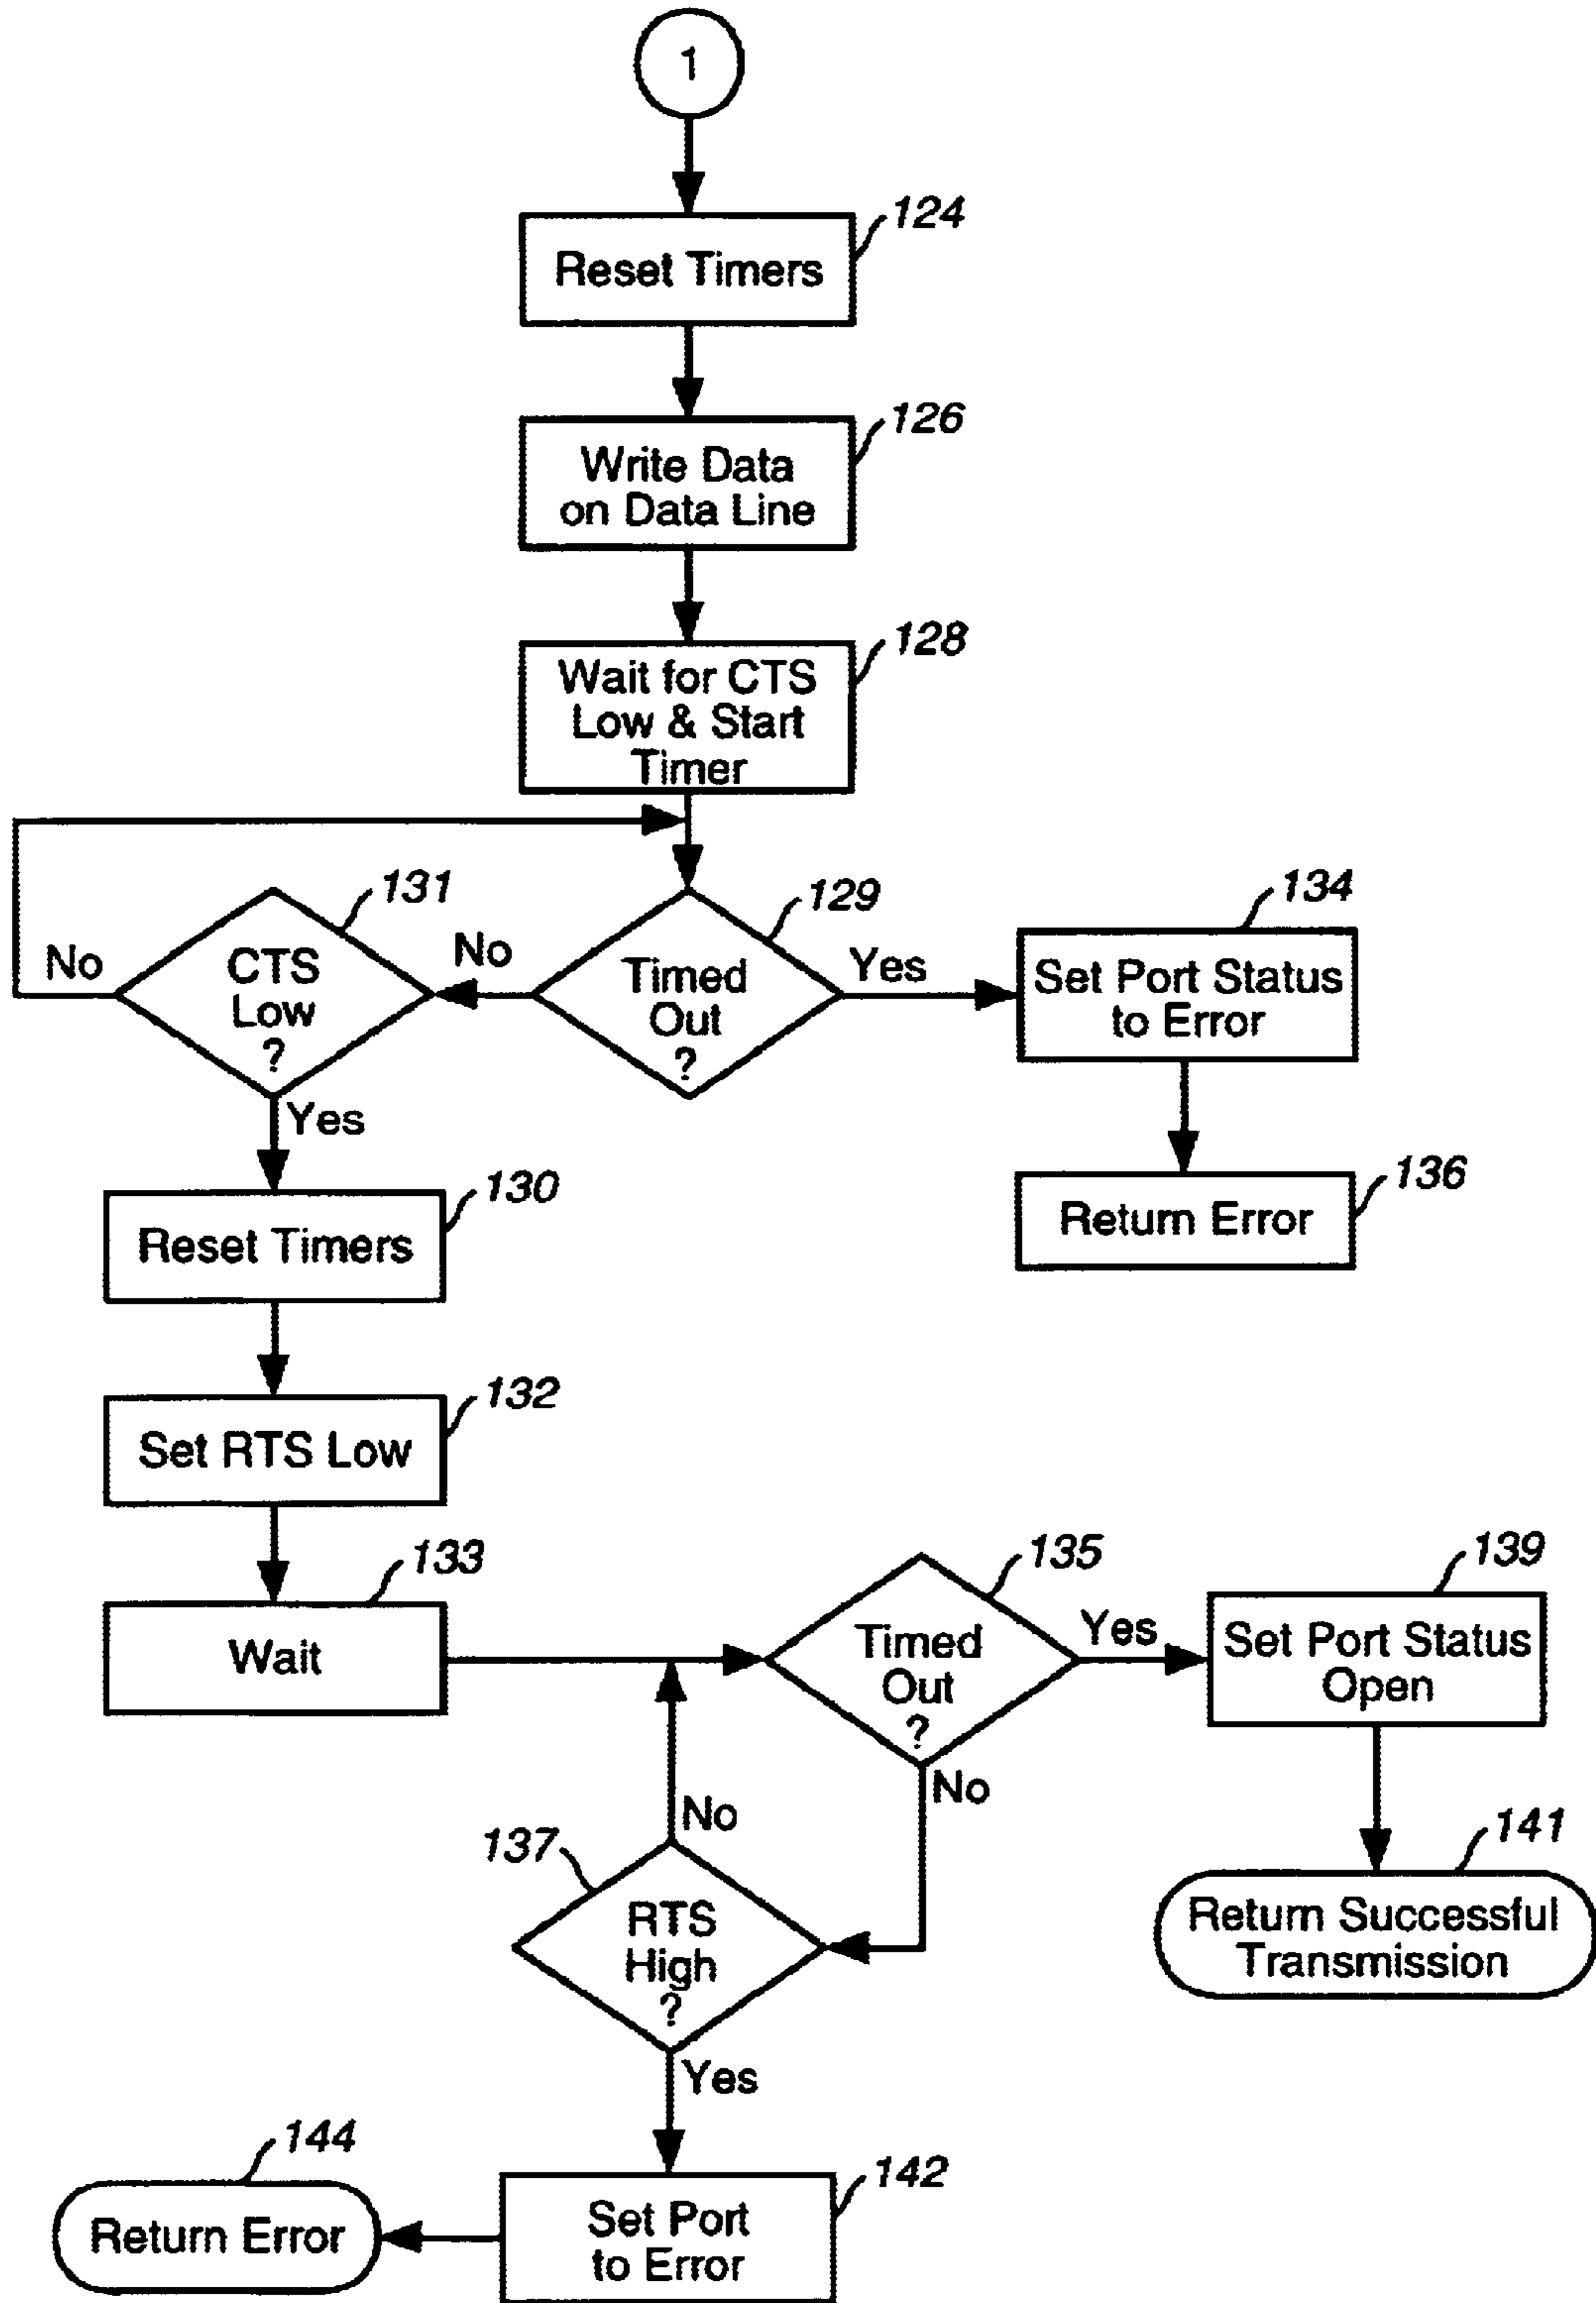 1
124
Reset Timers
126
Write Data
on Data Line
128
Wait for CTS
Low & Start
Timer
131
129
134
No
CTS
Low
?
No
Timed
Out
?
Yes
Set Port Status
to Error
Yes
130
Reset Timers
136
Return Error
132
Set RTS Low
133
Wait
135
Timed
Out
?
Yes
139
Set Port Status
Open
No
No
137
RTS
High
?
141
Return Successful
Transmission
Yes
144
Return Error
142
Set Port
to Error